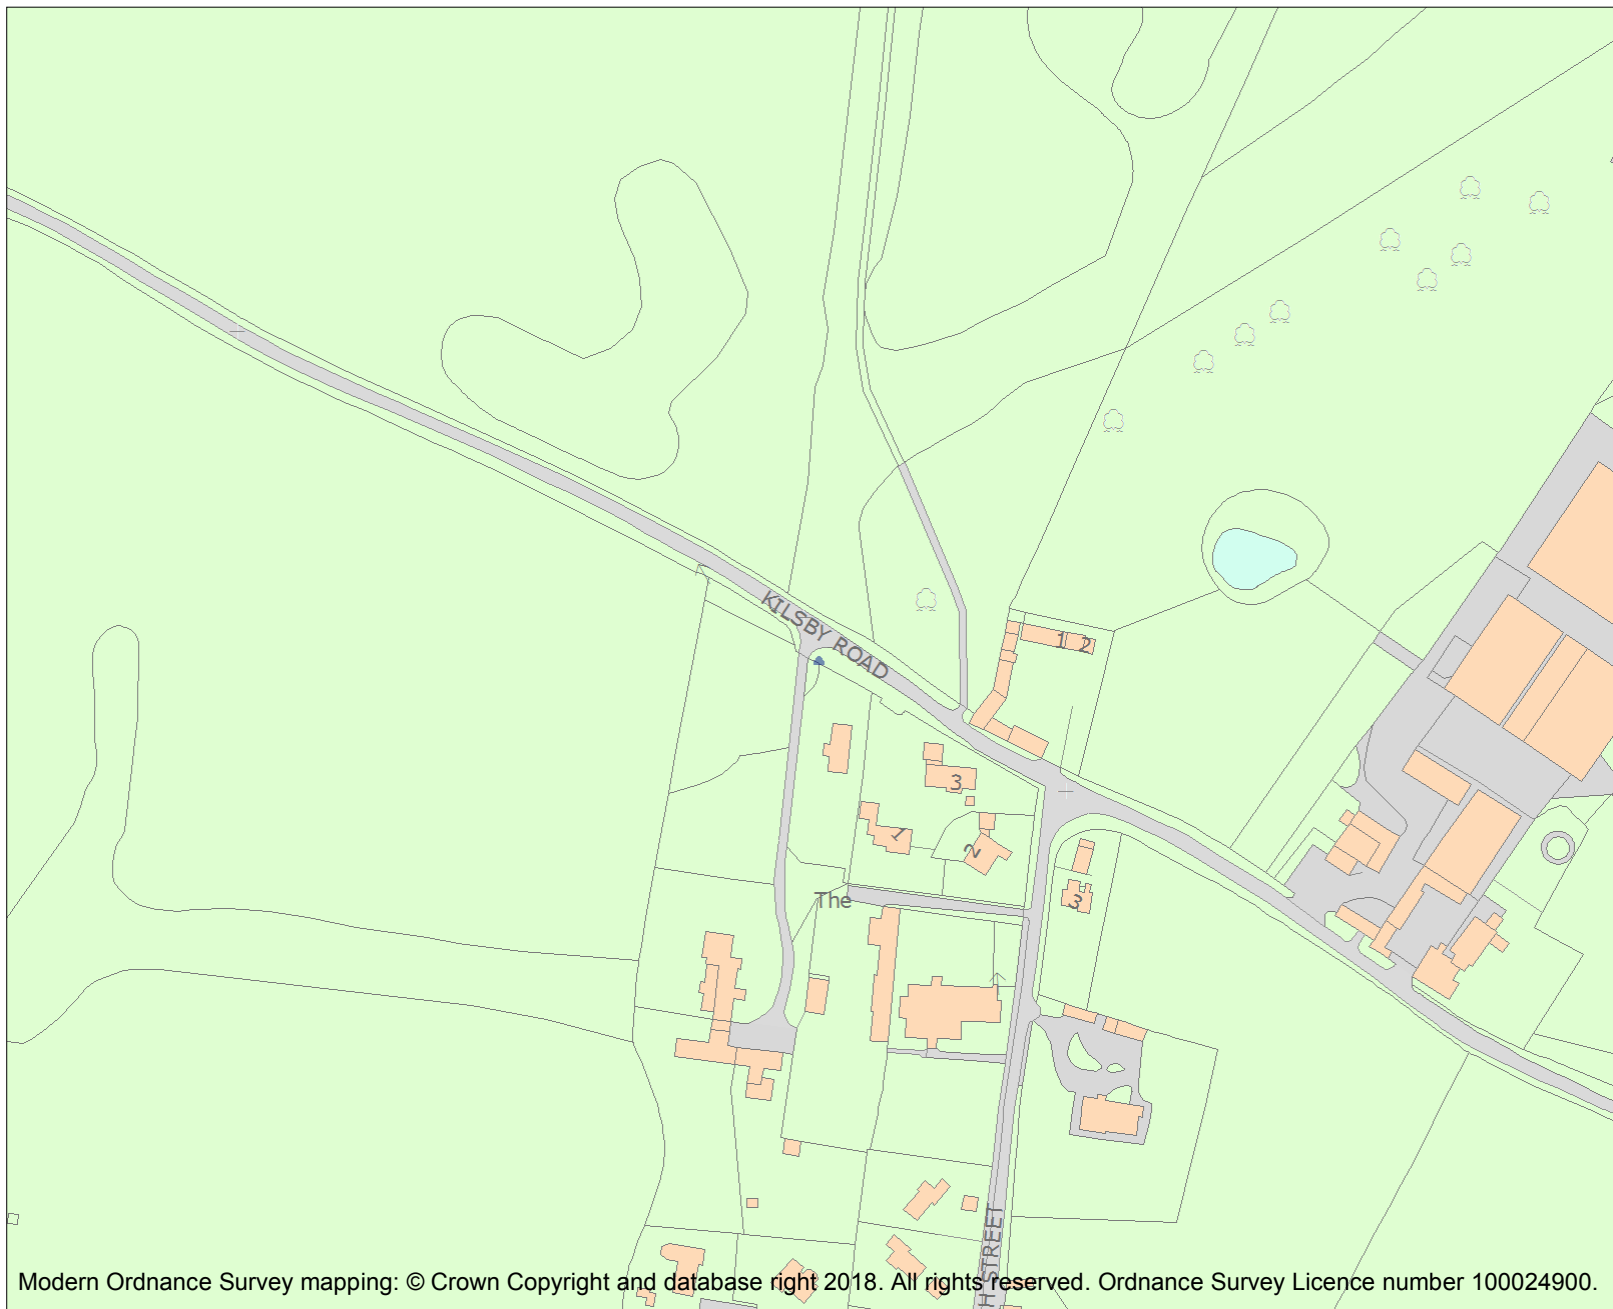 KILSBY ROAD
1 2
3
1
2
The
3
H STREET
Modern Ordnance Survey mapping: © Crown Copyright and database right 2018. All rights reserved. Ordnance Survey Licence number 100024900.